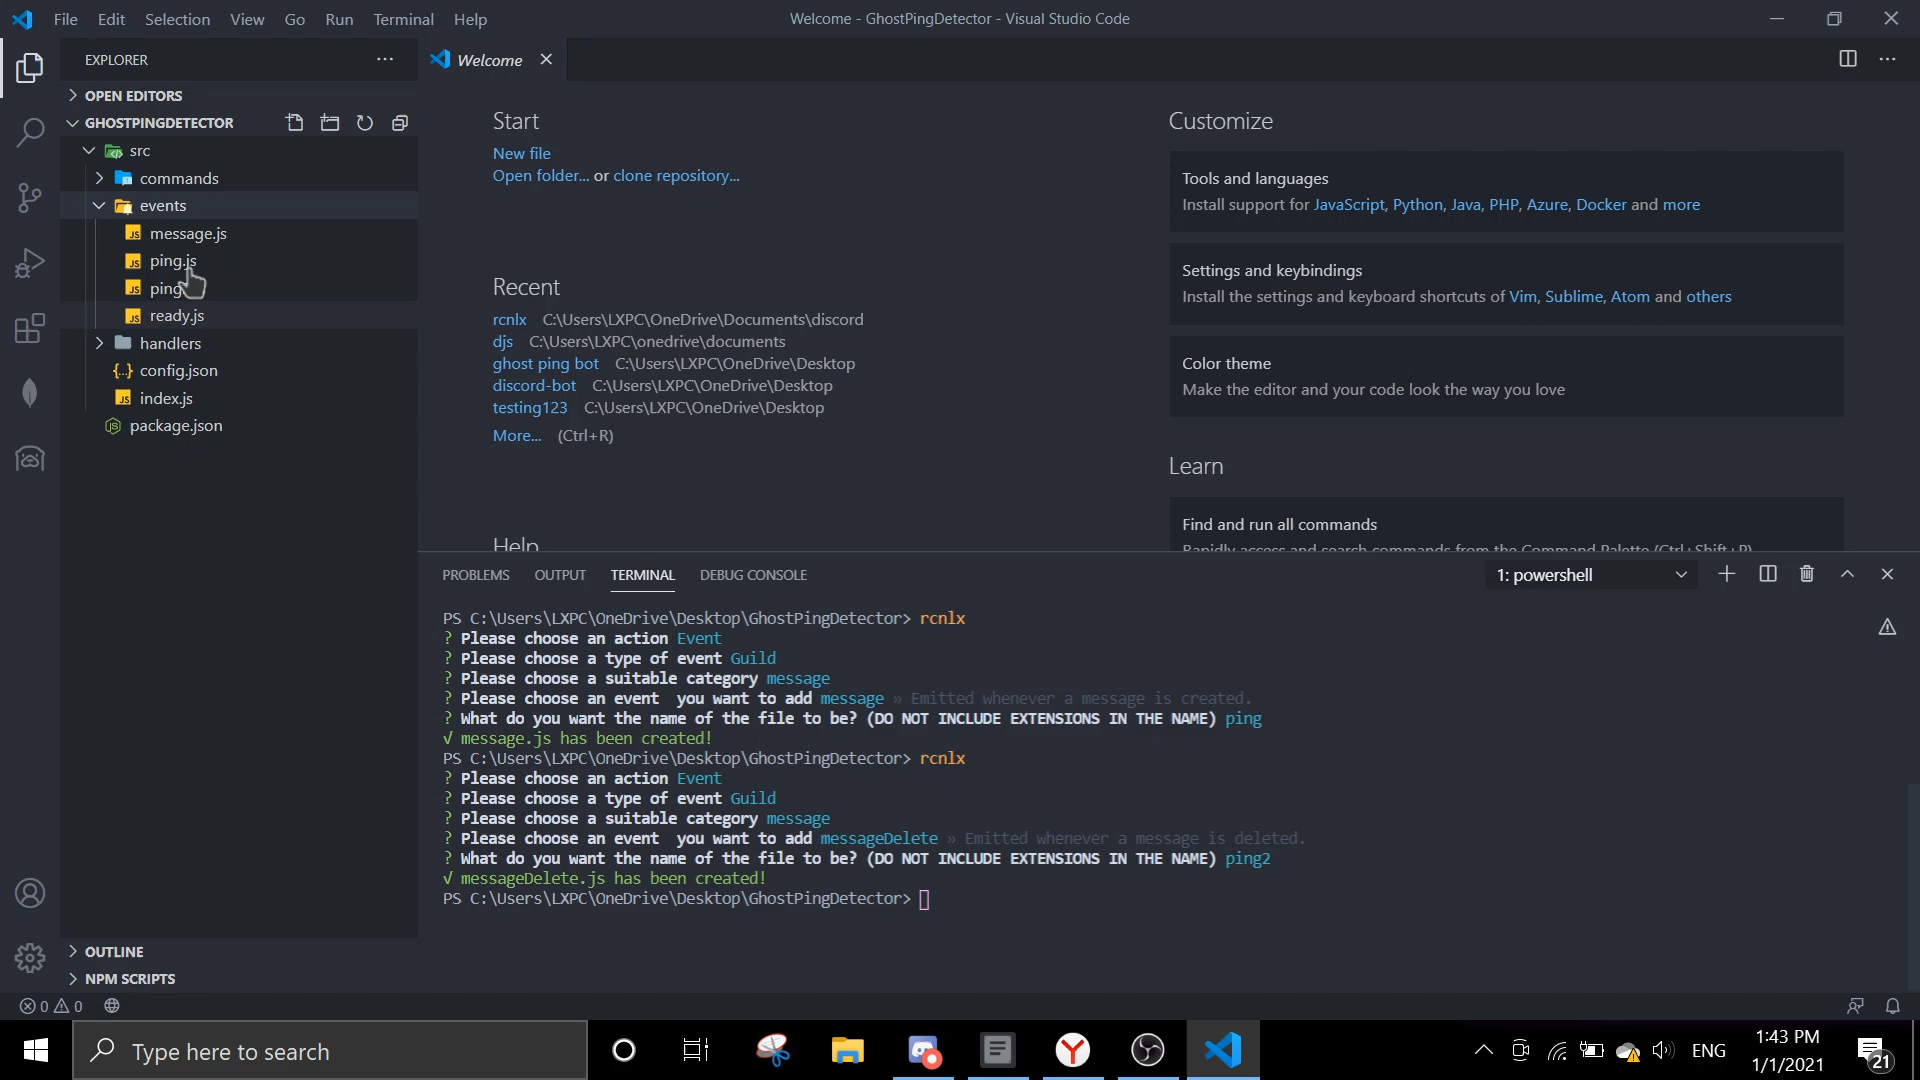 File Edit Selection View Go Run Terminal Help
Welcome - GhostPingDetector - Visual Studio Code
EXPLORER
Welcome
OPEN EDITORS
GHOSTPINGDETECTOR
src
commands
events
message.js
ping.js
ping
ready.js
handlers
config.json
index.js
package.json
OUTLINE
NPM SCRIPTS
Start
New file
Open folder... or clone repository...
Recent
rcnlx C:\Users\LXPC\OneDrive\Documents\discord
djs C:\Users\LXPC\onedrive\documents
ghost ping bot C:\Users\LXPC\OneDrive\Desktop
discord-bot C:\Users\LXPC\OneDrive\Desktop
testing123 C:\Users\LXPC\OneDrive\Desktop
More... (Ctrl+R)
Help
Customize
Tools and languages
Install support for JavaScript, Python, Java, PHP, Azure, Docker and more
Settings and keybindings
Install the settings and keyboard shortcuts of Vim, Sublime, Atom and others
Color theme
Make the editor and your code look the way you love
Learn
Find and run all commands
Rapidly access and search commands from the Command Palette (Ctrl+Shift+P)
PROBLEMS OUTPUT TERMINAL DEBUG CONSOLE
1: powershell
PS C:\Users\LXPC\OneDrive\Desktop\GhostPingDetector> rcnlx
? Please choose an action Event
? Please choose a type of event Guild
? Please choose a suitable category message
? Please choose an event  you want to add message » Emitted whenever a message is created.
? What do you want the name of the file to be? (DO NOT INCLUDE EXTENSIONS IN THE NAME) ping
√ message.js has been created!
PS C:\Users\LXPC\OneDrive\Desktop\GhostPingDetector> rcnlx
? Please choose an action Event
? Please choose a type of event Guild
? Please choose a suitable category message
? Please choose an event  you want to add messageDelete » Emitted whenever a message is deleted.
? What do you want the name of the file to be? (DO NOT INCLUDE EXTENSIONS IN THE NAME) ping2
√ messageDelete.js has been created!
PS C:\Users\LXPC\OneDrive\Desktop\GhostPingDetector>
0 0
Type here to search
ENG
1:43 PM
1/1/2021
21